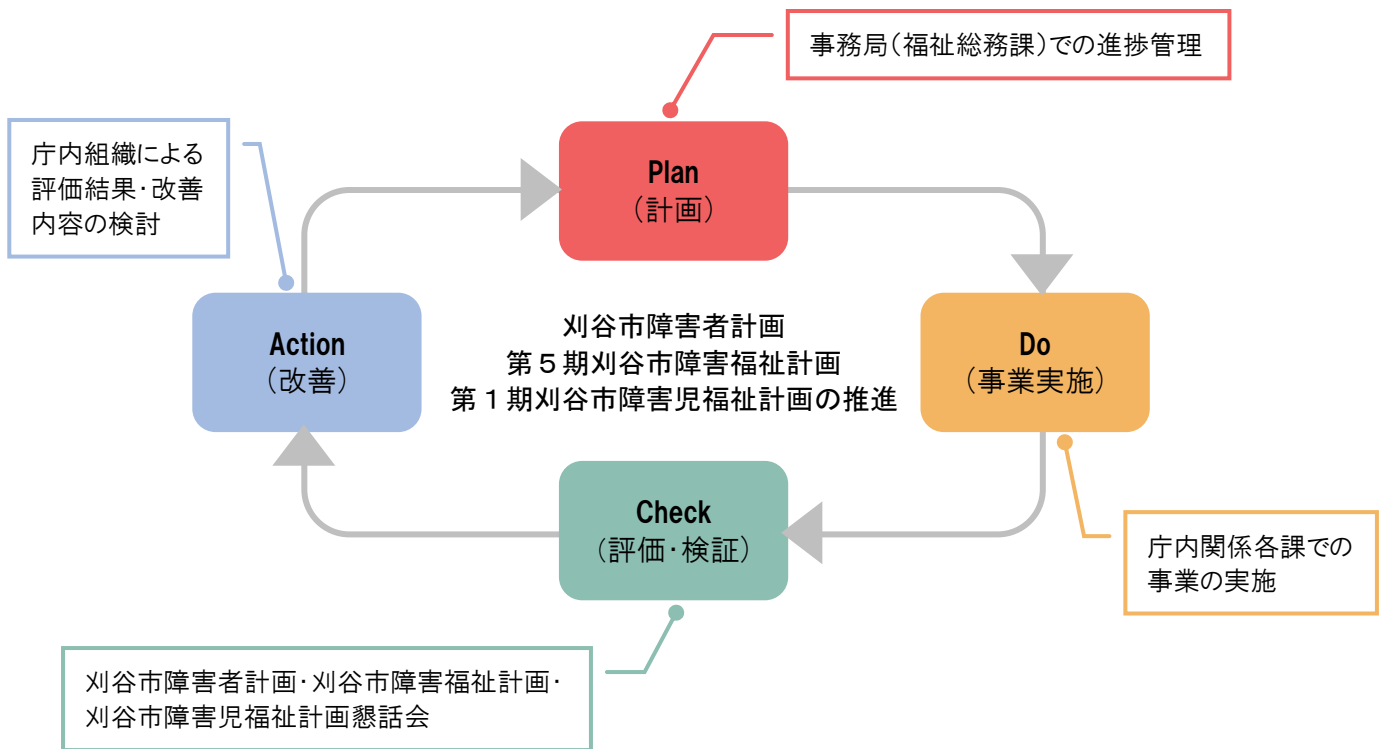 事務局（福祉総務課）での進捗管理
Plan
（計画）
庁内組織による
評価結果・改善
内容の検討
Action
（改善）
刈谷市障害者計画
第５期刈谷市障害福祉計画
第１期刈谷市障害児福祉計画の推進
Do
（事業実施）
Check
（評価・検証）
庁内関係各課での
事業の実施
刈谷市障害者計画・刈谷市障害福祉計画・
刈谷市障害児福祉計画懇話会